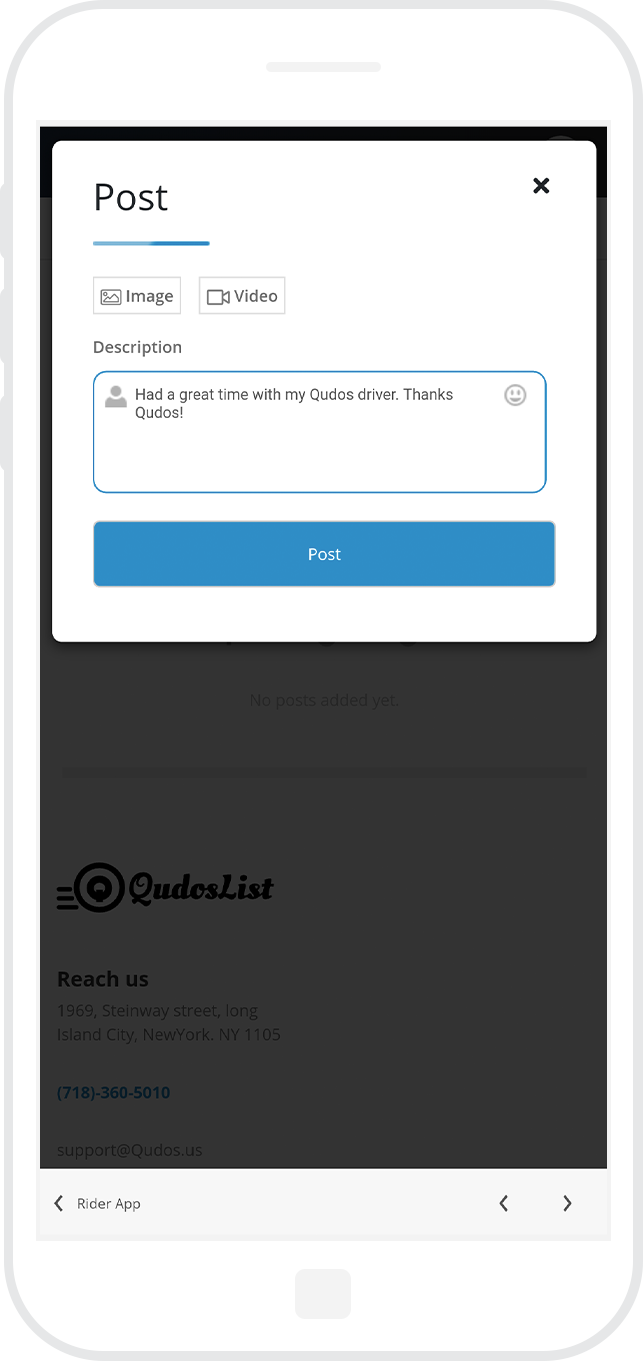 Post
Image Video
Description
Had a great time with my Qudos driver. Thanks
Qudos!
Post
No posts added yet.
QudosList
Reach us
1969, Steinway street, long
Island City, NewYork. NY 1105
(718)-360-5010
support@Qudos.us
Rider App